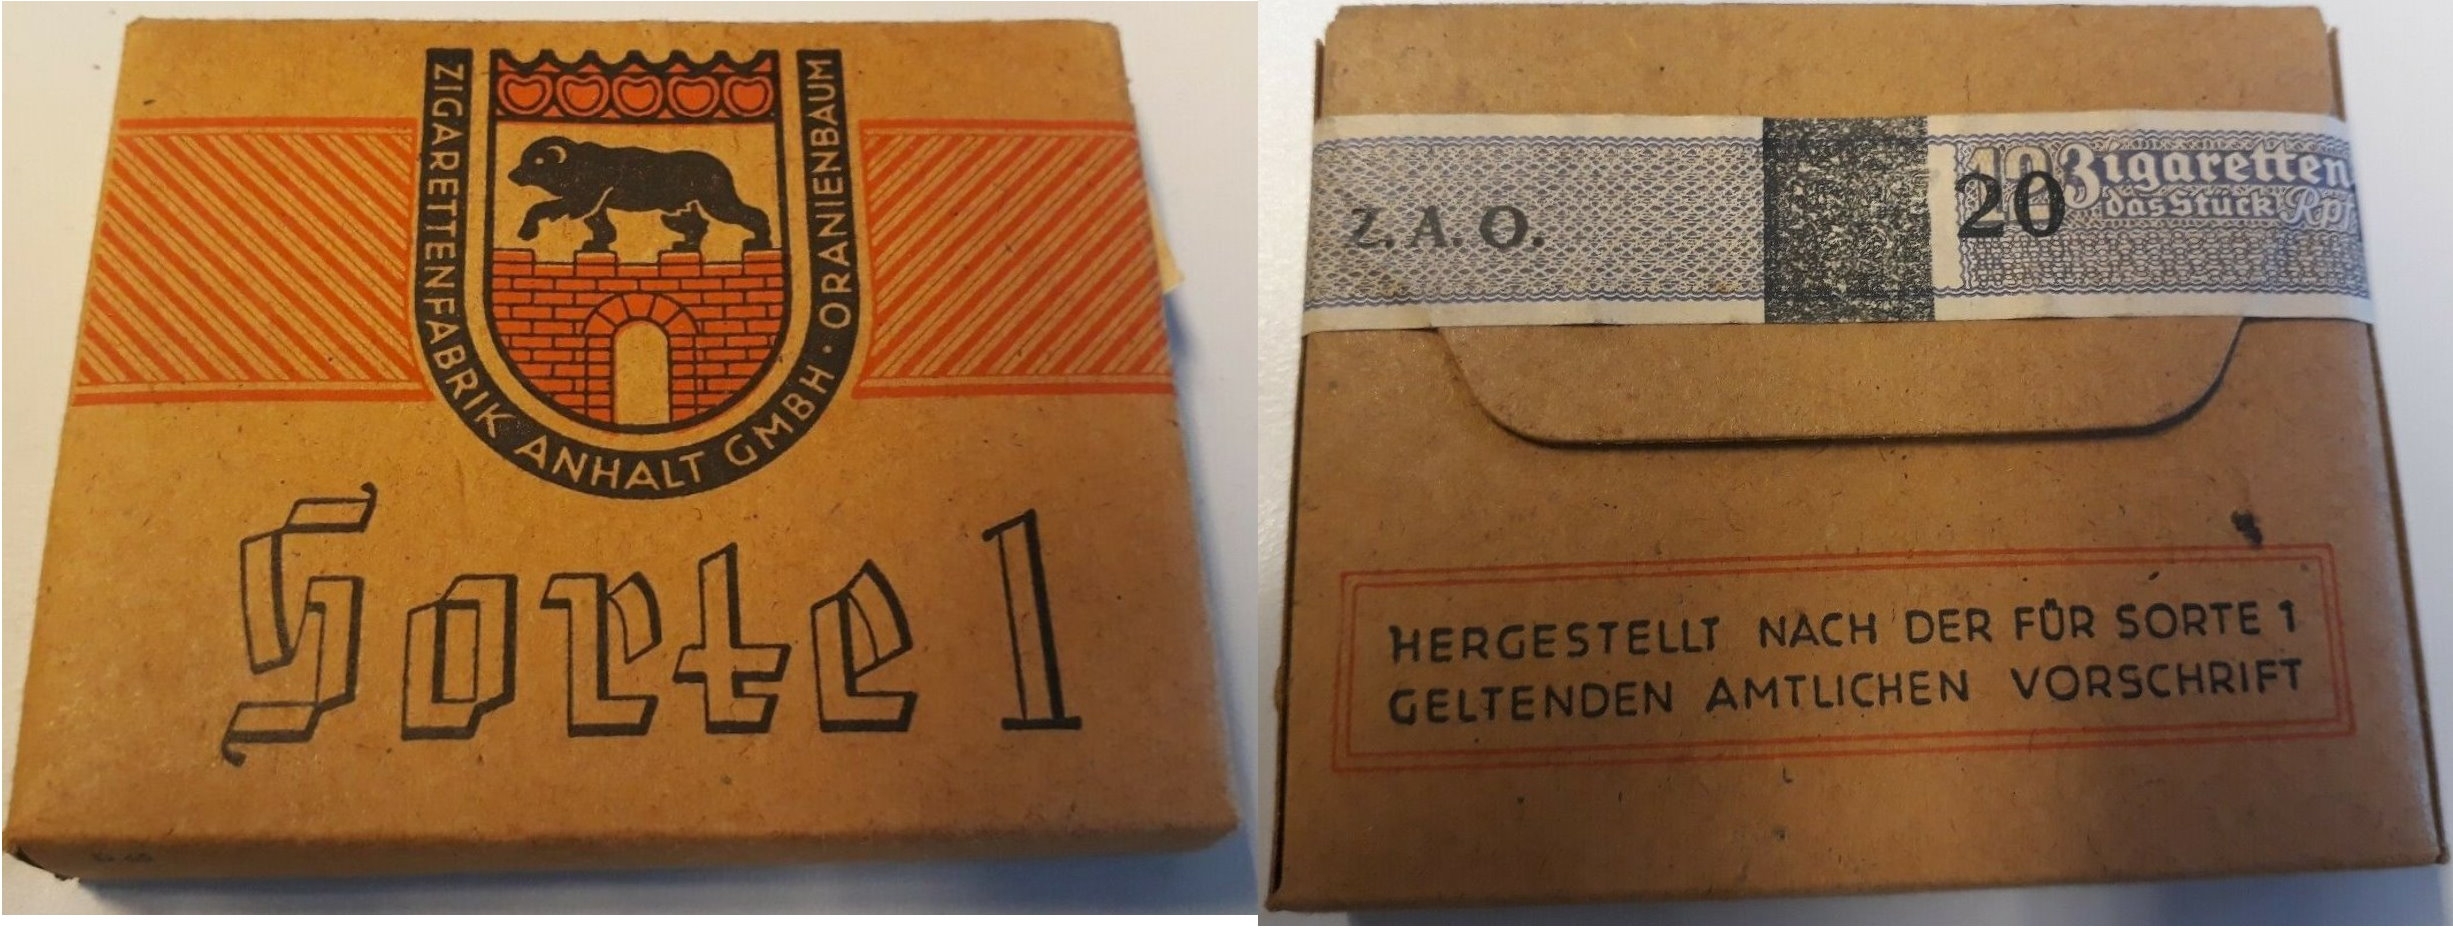 ZIGARETTENFABRIK ANHALT GMBH · ORANIENBAUM
Sorte 1
Z. A. O.
12 Zigaretten
20
das Stück Rpf
HERGESTELLT NACH DER FÜR SORTE 1
GELTENDEN AMTLICHEN VORSCHRIFT